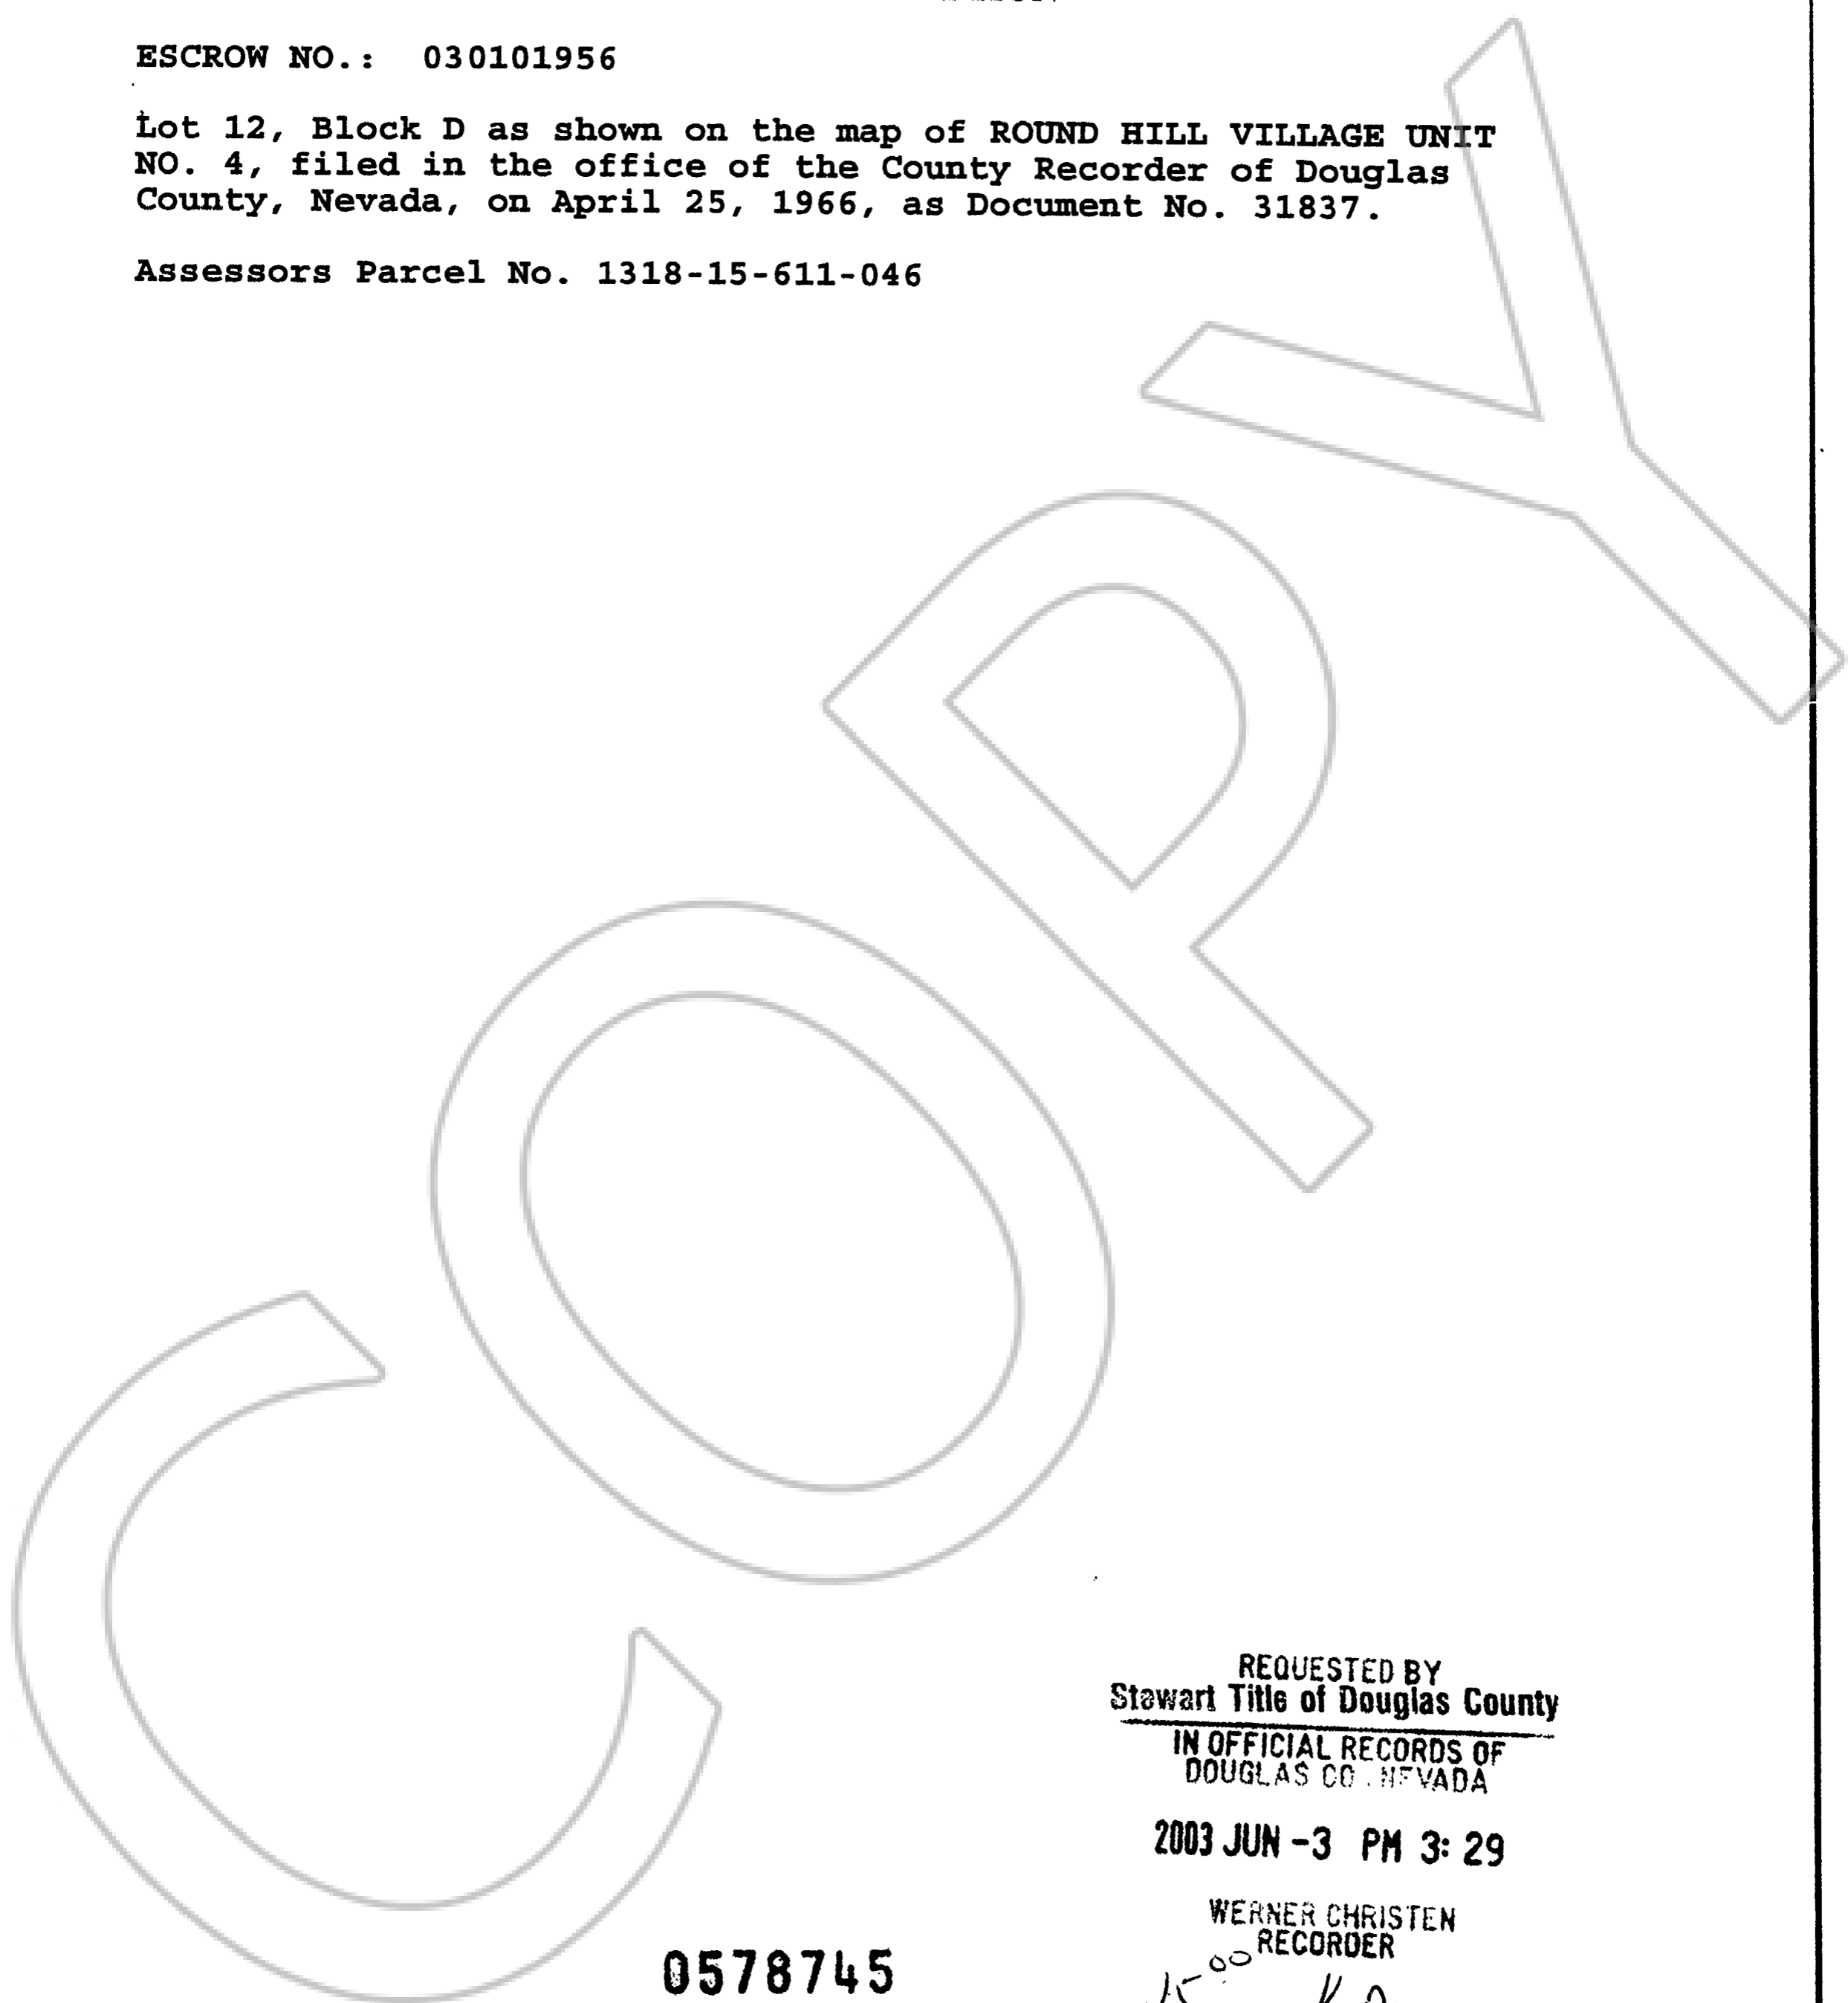 ESCROW NO.: 030101956
Lot 12, Block D as shown on the map of ROUND HILL VILLAGE UNIT
NO. 4, filed in the office of the County Recorder of Douglas
County, Nevada, on April 25, 1966, as Document No. 31837.
Assessors Parcel No. 1318-15-611-046
COPY
REQUESTED BY
Stewart Title of Douglas County
IN OFFICIAL RECORDS OF
DOUGLAS CO. NEVADA
2003 JUN -3 PM 3: 29
WERNER CHRISTEN
RECORDER
0578745